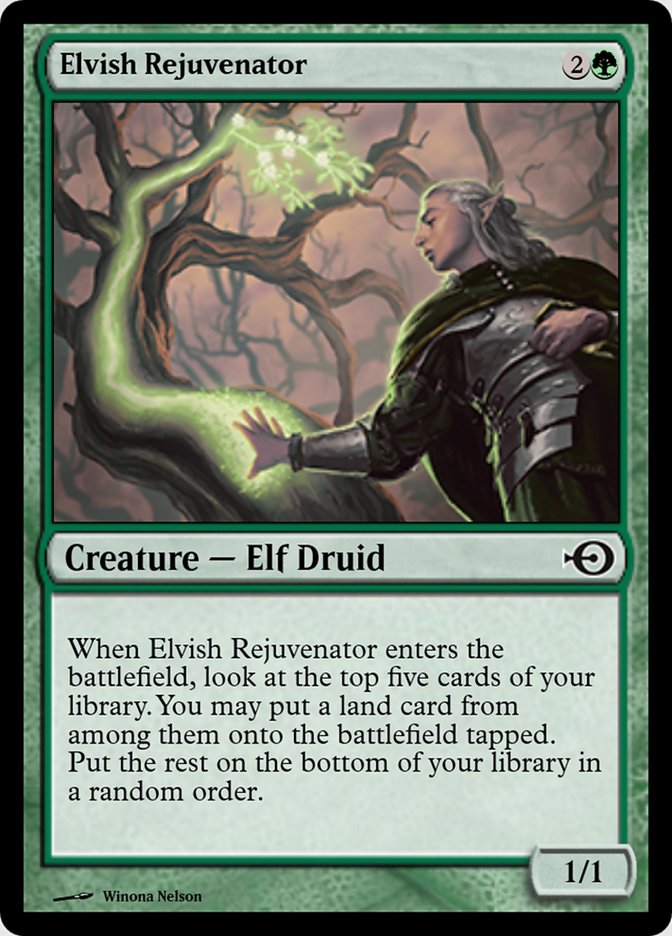 Elvish Rejuvenator 2
Creature — Elf Druid
When Elvish Rejuvenator enters the
battlefield, look at the top five cards of your
library. You may put a land card from
among them onto the battlefield tapped.
Put the rest on the bottom of your library in
a random order.
1/1
Winona Nelson